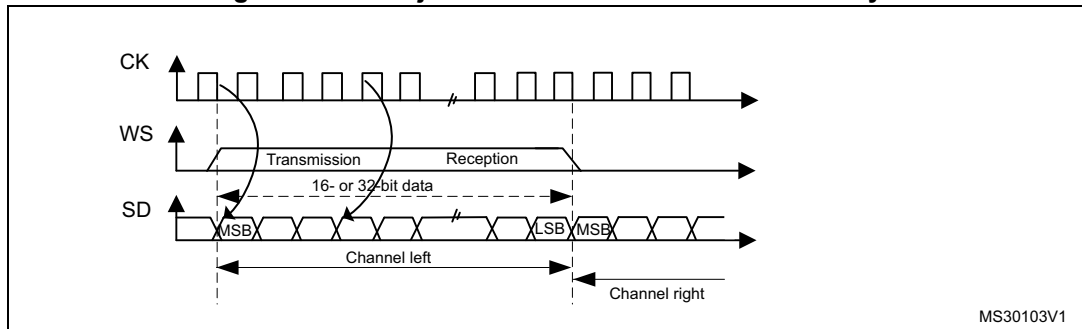 CK
WS
Transmission Reception
16- or 32-bit data
SD
MSB LSB MSB
Channel left
Channel right
MS30103V1